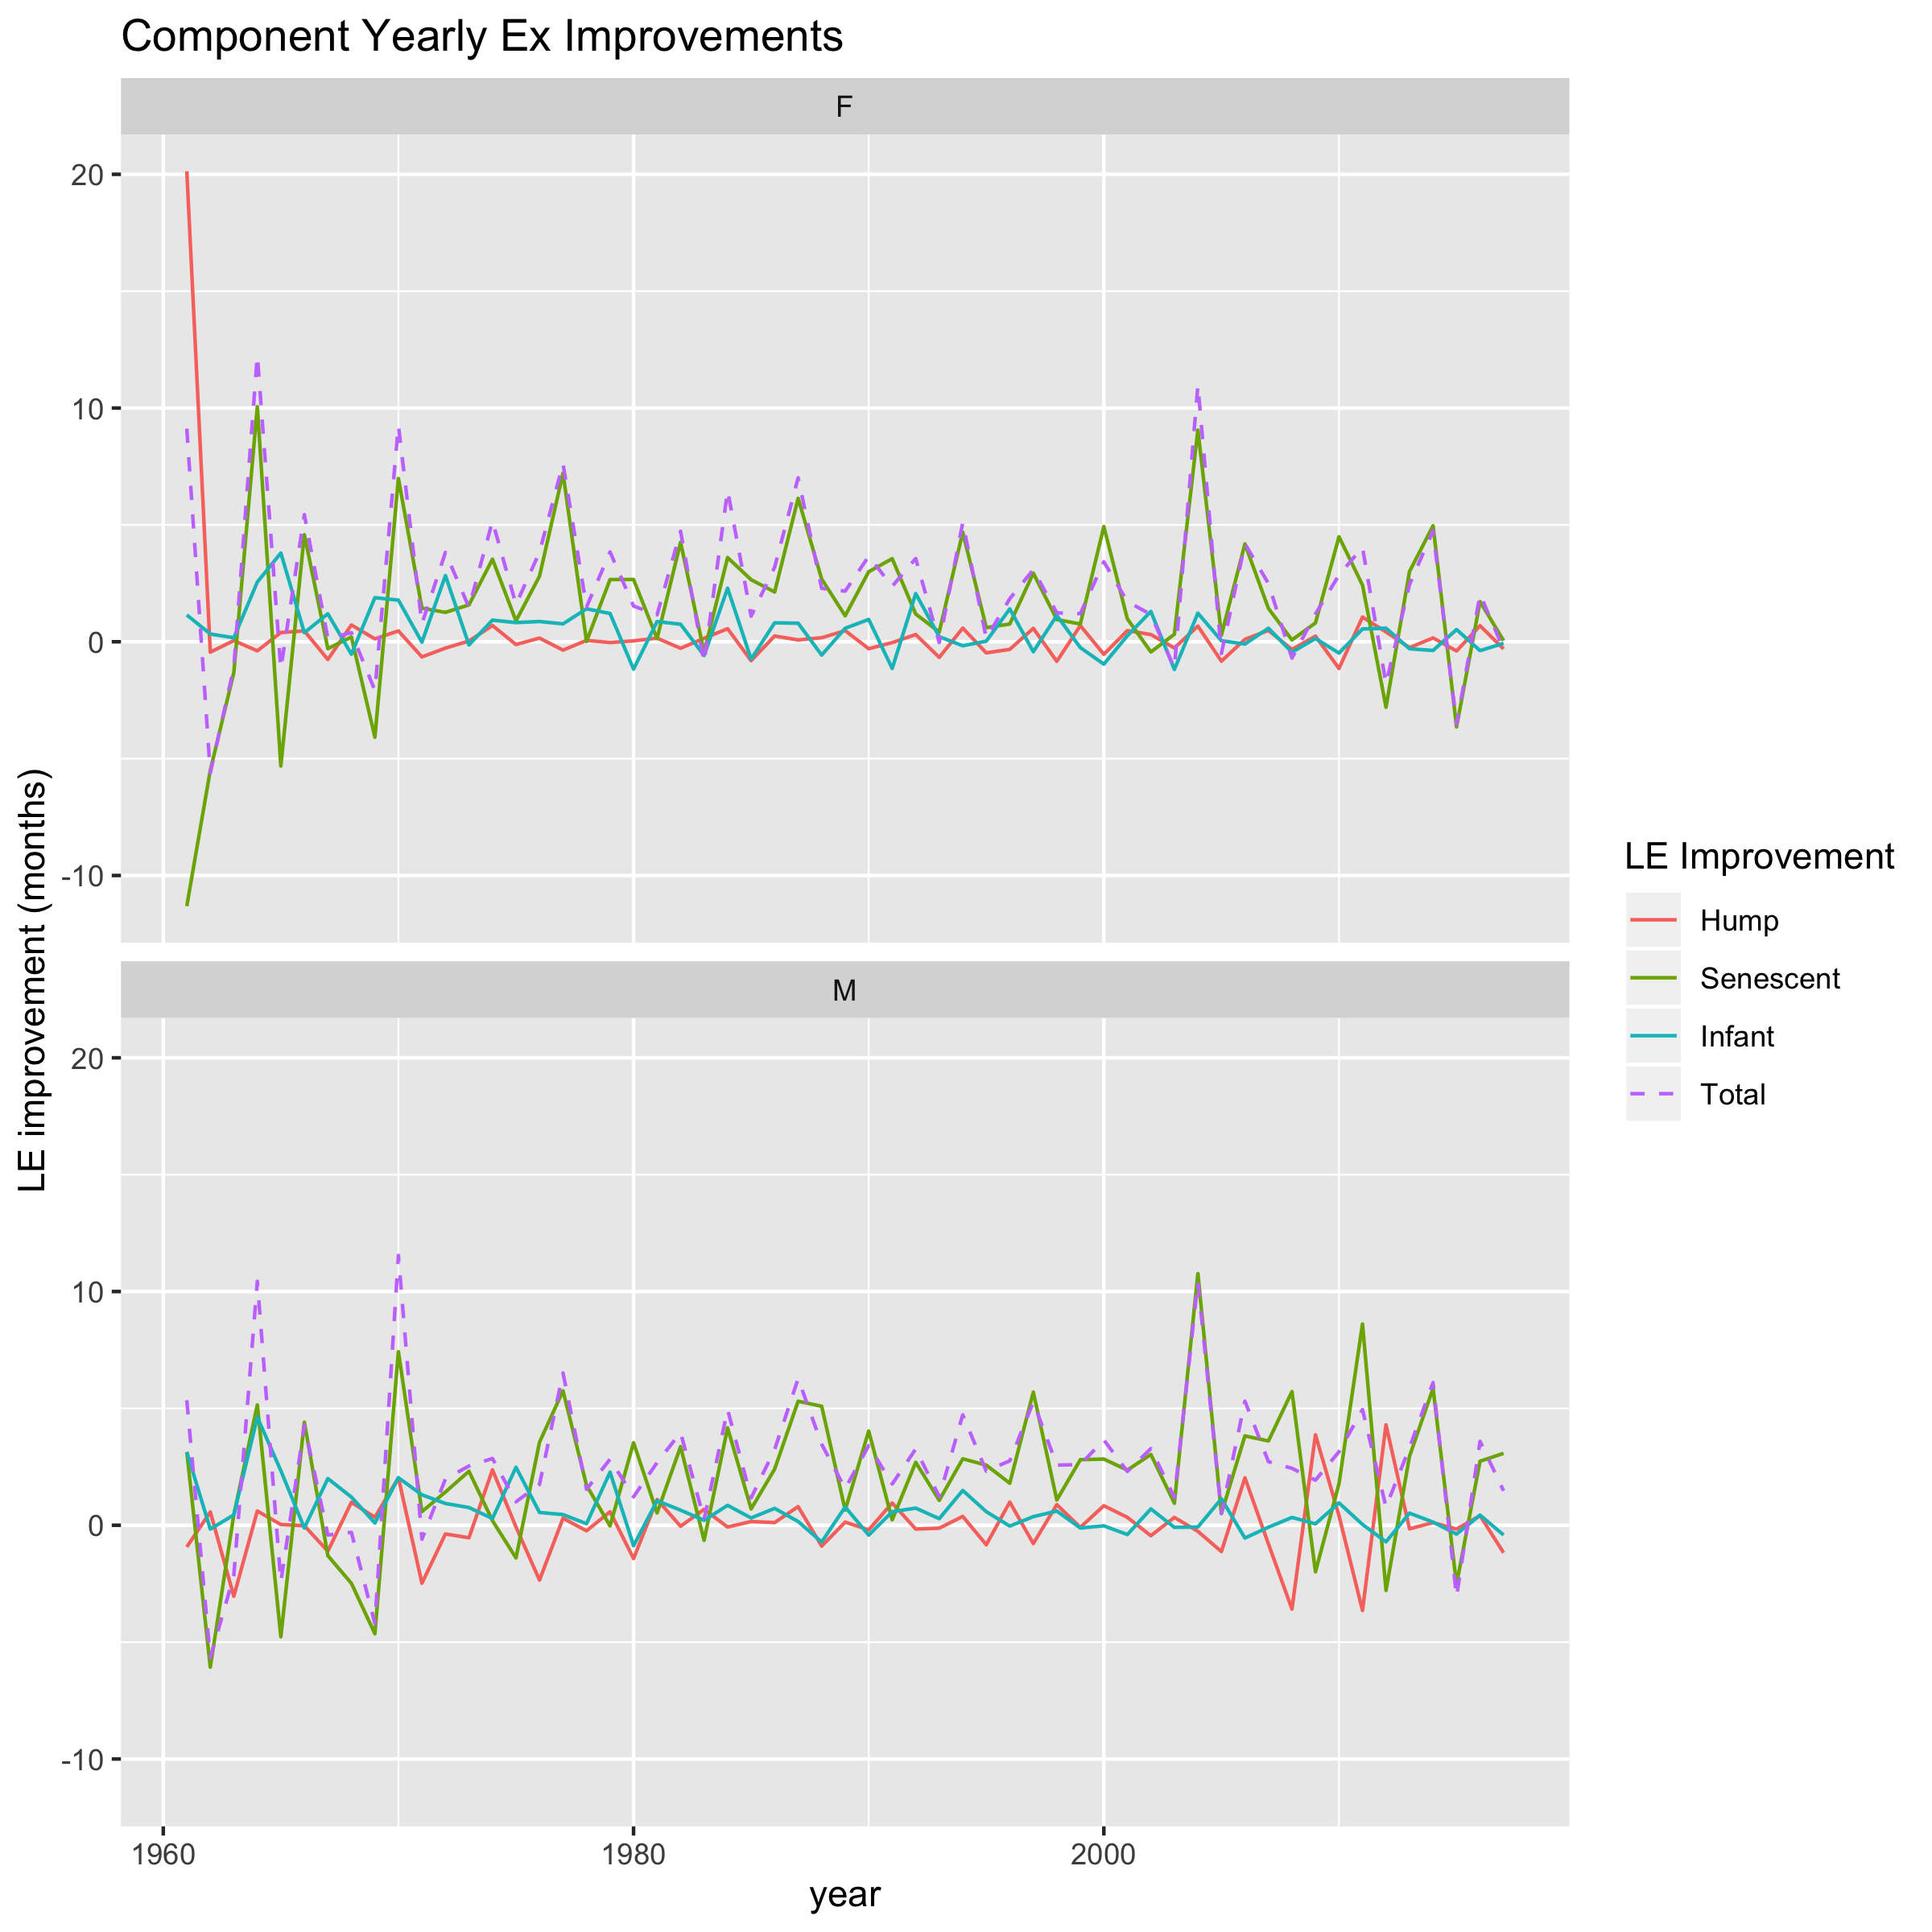 Component Yearly Ex Improvements
F
20
10
0
-10
M
20
10
0
-10
1960 1980 2000
year
LE improvement (months)
LE Improvement
Hump
Senescent
Infant
Total